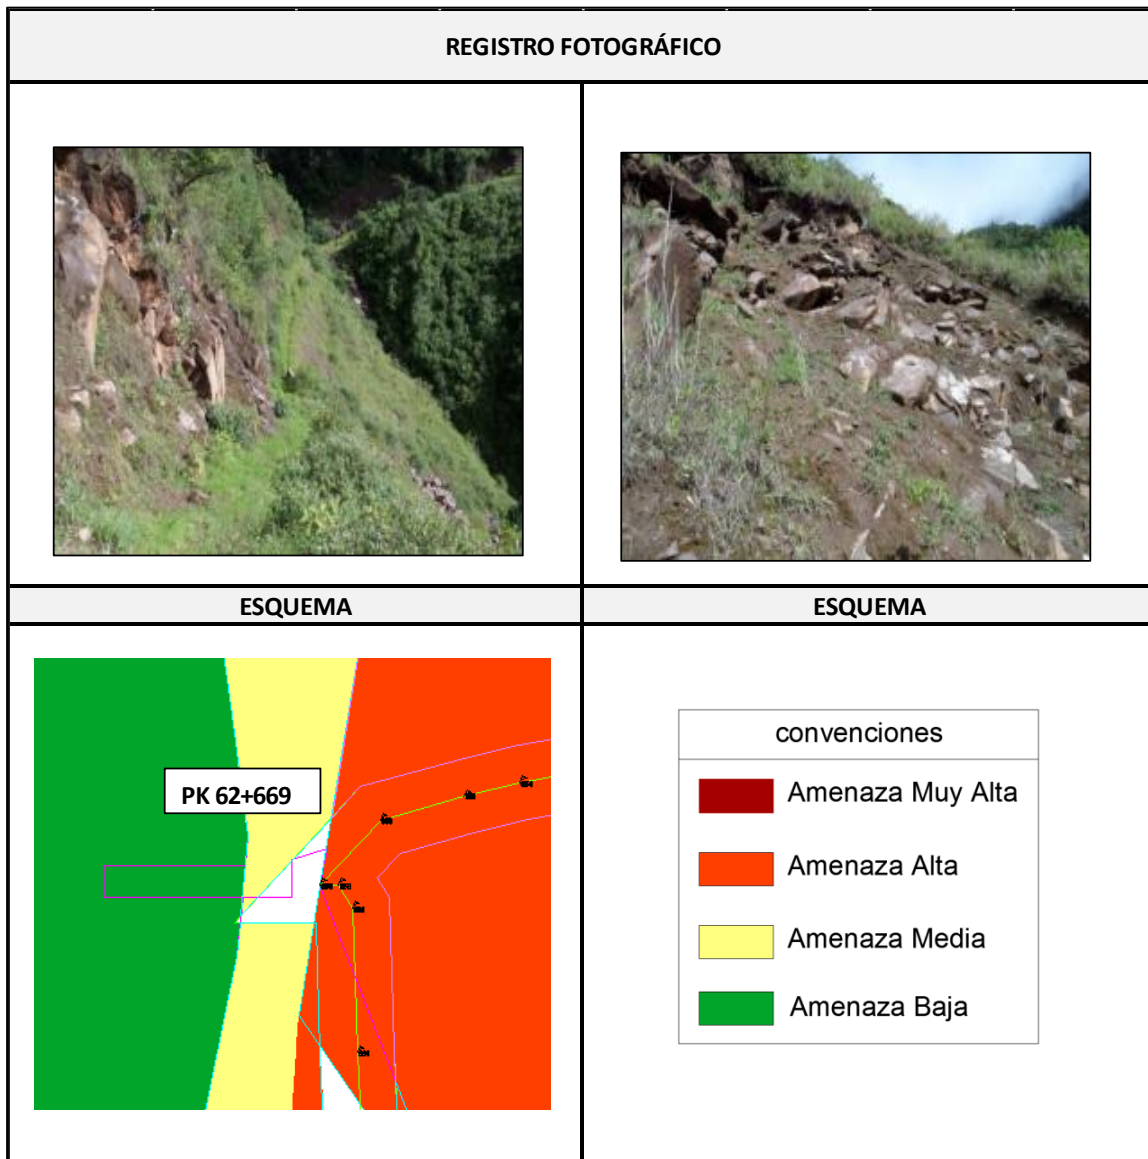 REGISTRO FOTOGRÁFICO
ESQUEMA
ESQUEMA
PK 62+669
convenciones
Amenaza Muy Alta
Amenaza Alta
Amenaza Media
Amenaza Baja